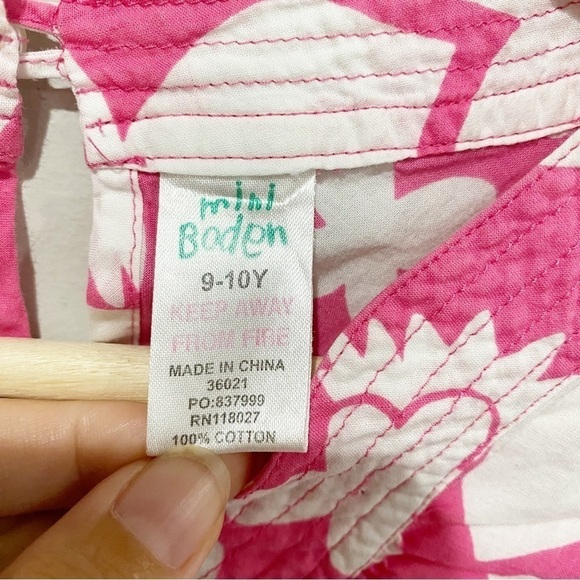 mini
Boden
9-10Y
KEEP AWAY
FROM FIRE
MADE IN CHINA
36021
PO:837999
RN118027
100% COTTON